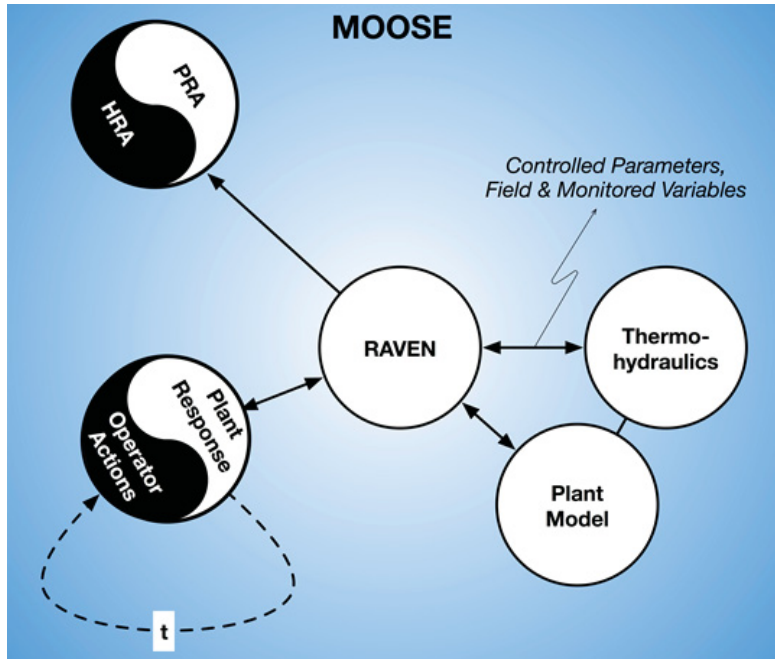 MOOSE
PRA
HRA
Controlled Parameters,
Field & Monitored Variables
RAVEN
Thermo-
hydraulics
Plant
Response
Operator
Actions
Plant
Model
t